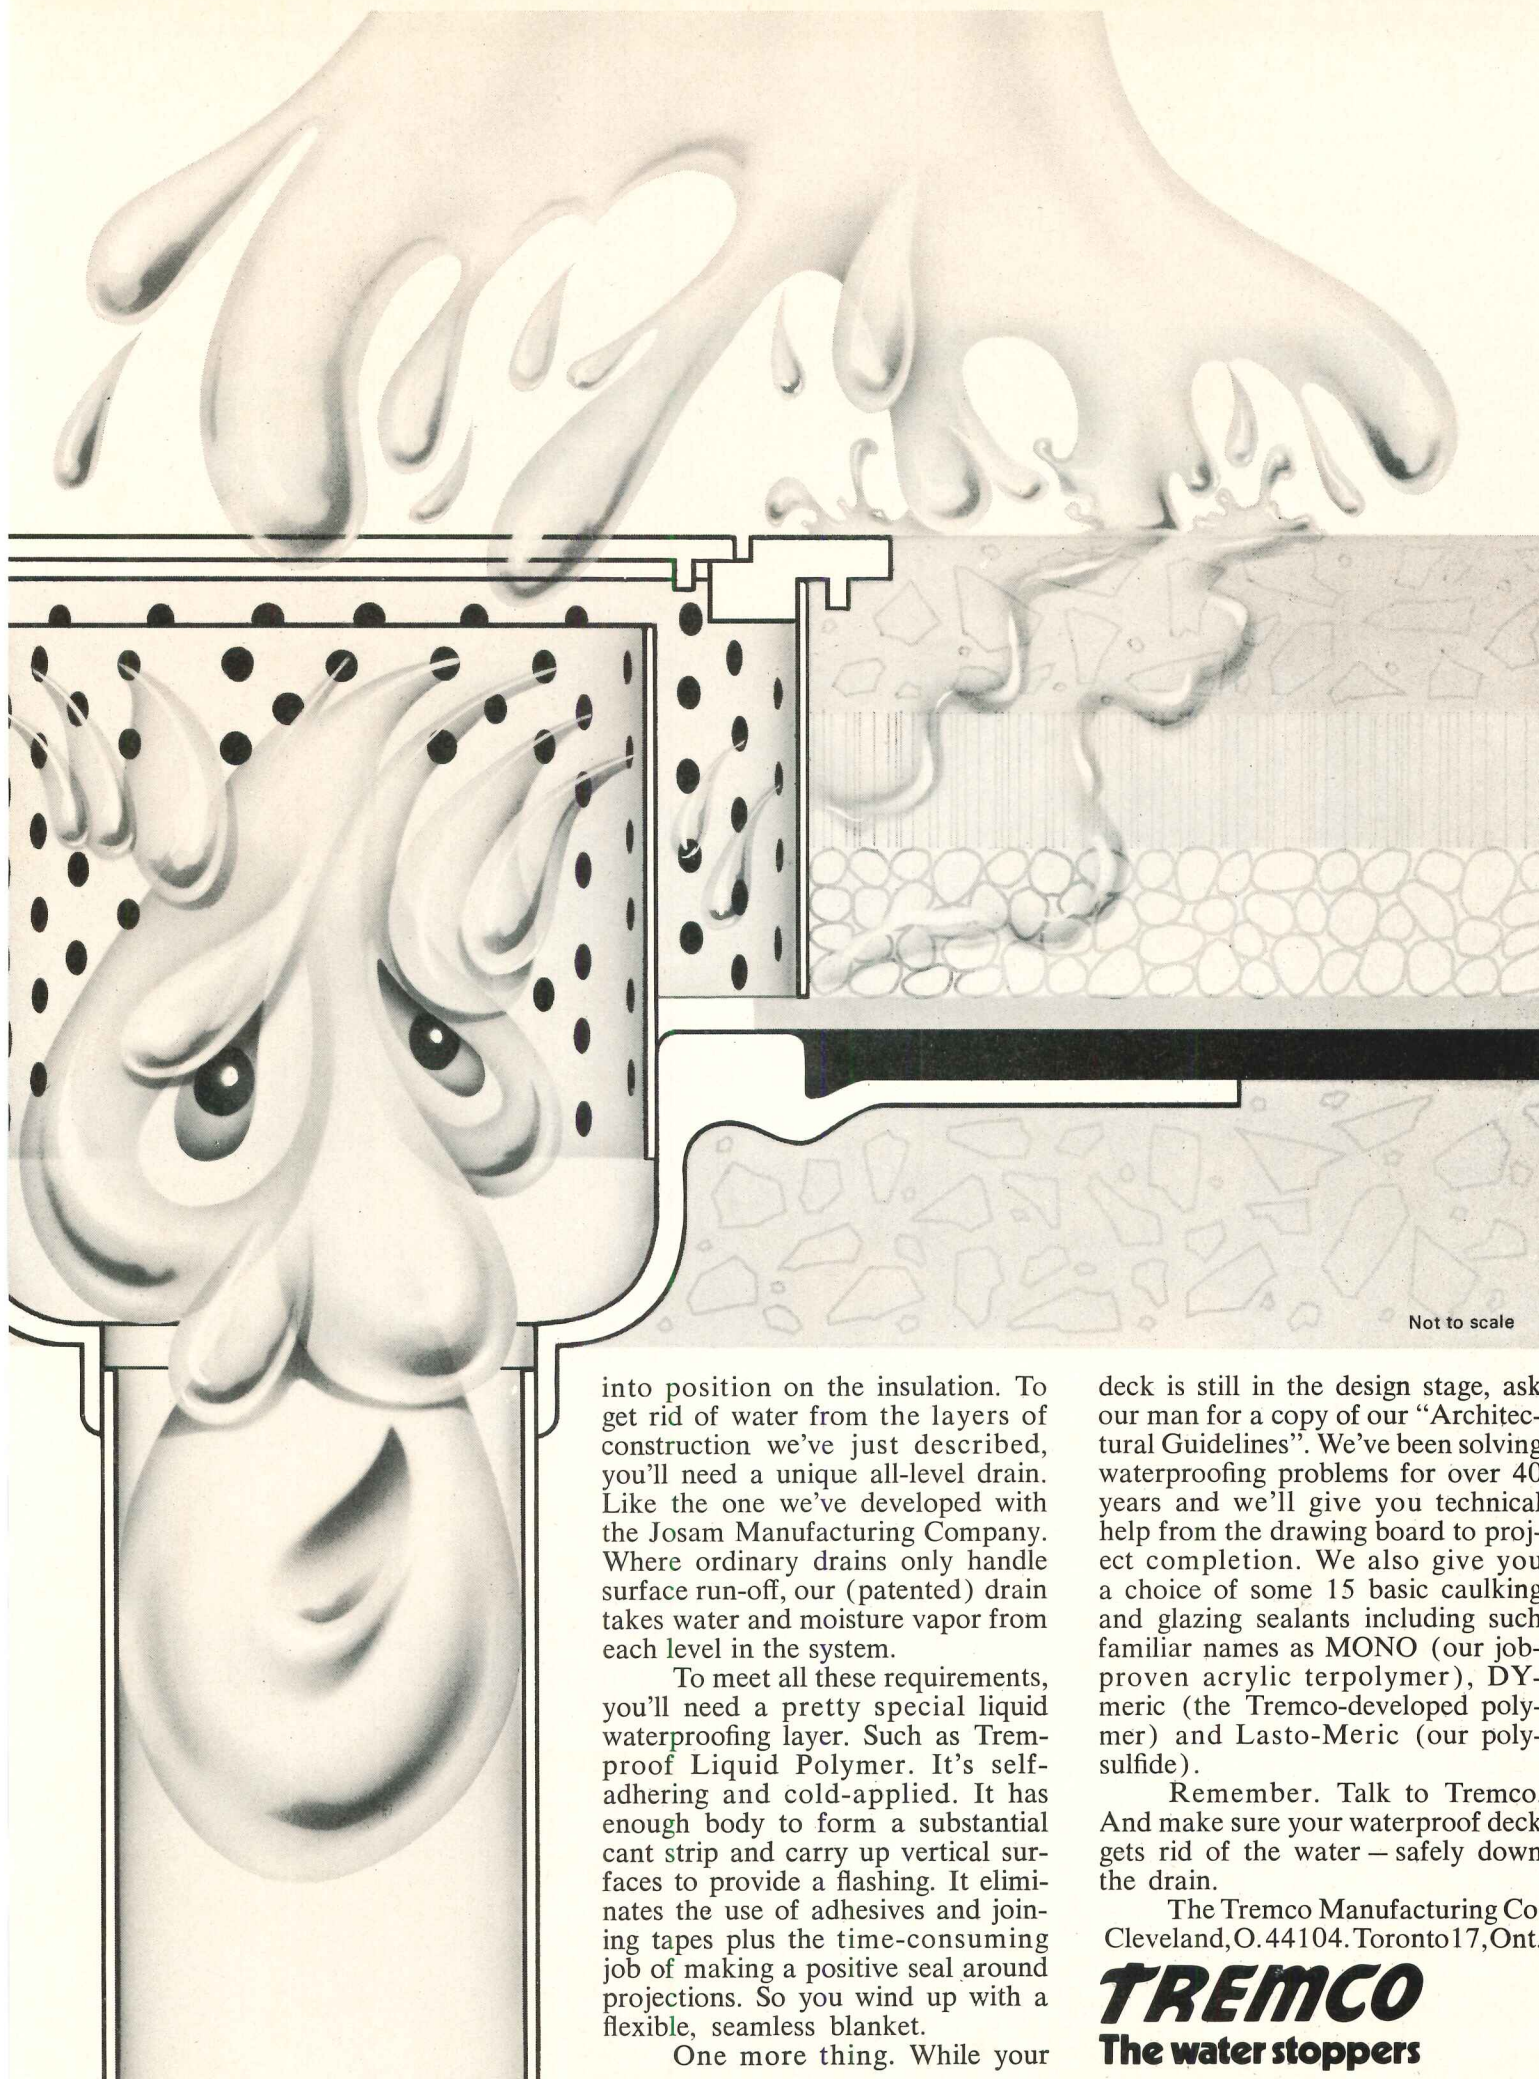 Not to scale
into position on the insulation. To
get rid of water from the layers of
construction we've just described,
you'll need a unique all-level drain.
Like the one we've developed with
the Josam Manufacturing Company.
Where ordinary drains only handle
surface run-off, our (patented) drain
takes water and moisture vapor from
each level in the system.
To meet all these requirements,
you'll need a pretty special liquid
waterproofing layer. Such as Trem-
proof Liquid Polymer. It's self-
adhering and cold-applied. It has
enough body to form a substantial
cant strip and carry up vertical sur-
faces to provide a flashing. It elimi-
nates the use of adhesives and join-
ing tapes plus the time-consuming
job of making a positive seal around
projections. So you wind up with a
flexible, seamless blanket.
One more thing. While your
deck is still in the design stage, ask
our man for a copy of our “Architec-
tural Guidelines”. We've been solving
waterproofing problems for over 40
years and we'll give you technical
help from the drawing board to proj-
ect completion. We also give you
a choice of some 15 basic caulking
and glazing sealants including such
familiar names as MONO (our job-
proven acrylic terpolymer), DY-
meric (the Tremco-developed poly-
mer) and Lasto-Meric (our poly-
sulfide).
Remember. Talk to Tremco.
And make sure your waterproof deck
gets rid of the water — safely down
the drain.
The Tremco Manufacturing Co
Cleveland, O. 44104. Toronto 17, Ont.
TREMCO
The water stoppers